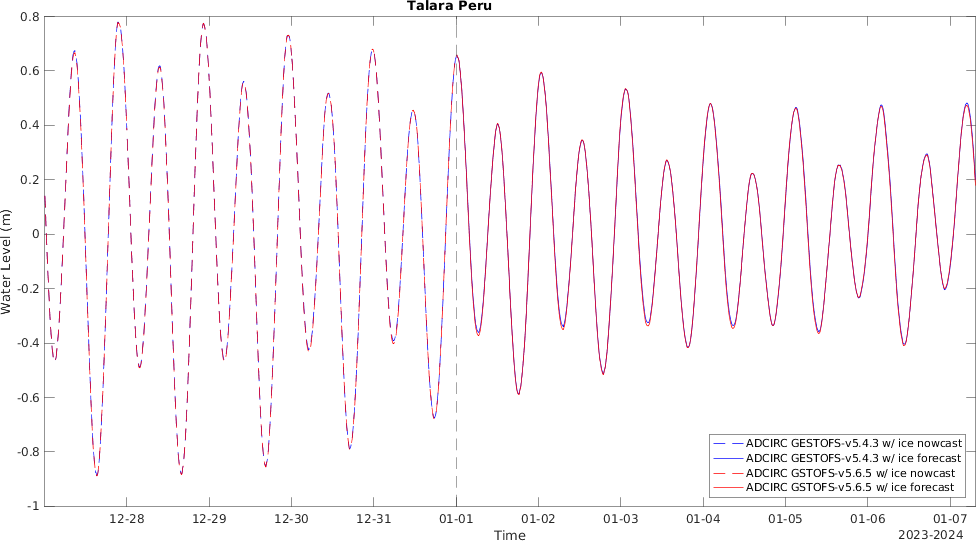 Talara Peru
0.8
0.6
0.4
0.2
0
-0.2
-0.4
-0.6
-0.8
-1
Water Level (m)
12-28 12-29 12-30 12-31 01-01 01-02 01-03 01-04 01-05 01-06 01-07
Time
2023-2024
ADCIRC GESTOFS-v5.4.3 w/ ice nowcast
ADCIRC GESTOFS-v5.4.3 w/ ice forecast
ADCIRC GSTOFS-v5.6.5 w/ ice nowcast
ADCIRC GSTOFS-v5.6.5 w/ ice forecast